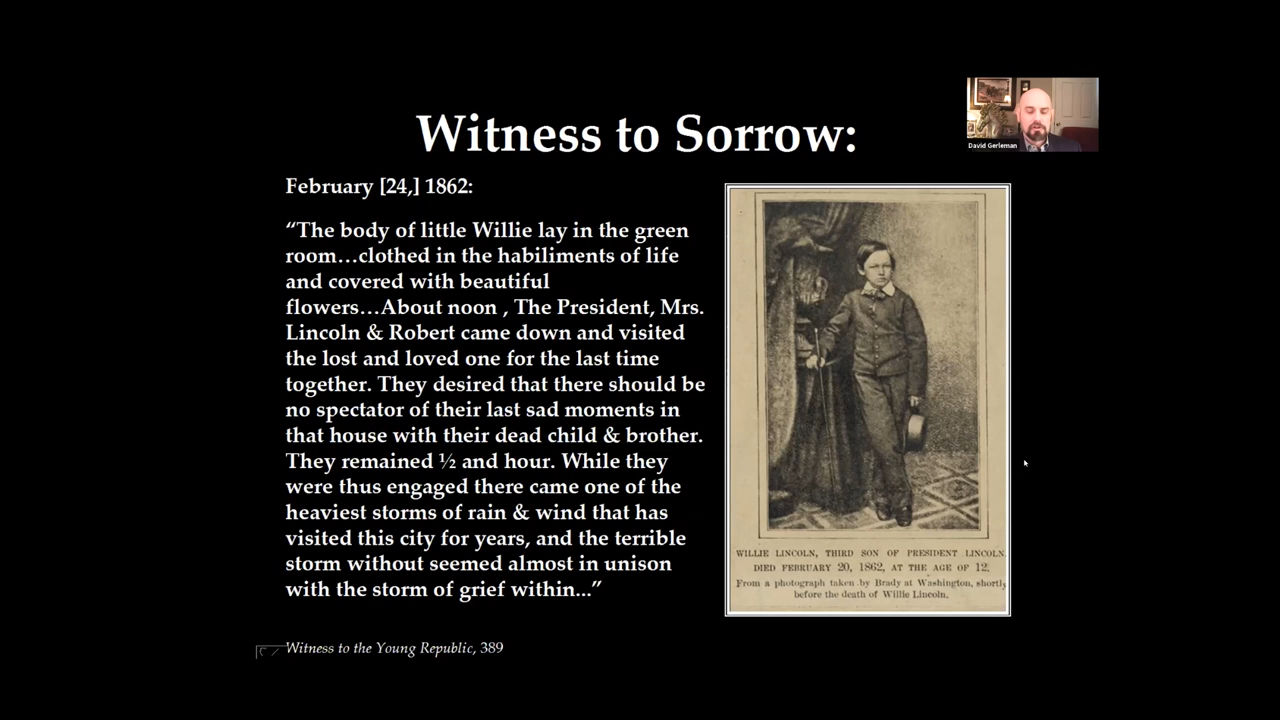 Witness to Sorrow:
David Gerleman
February [24,] 1862:
“The body of little Willie lay in the green
room…clothed in the habiliments of life
and covered with beautiful
flowers…About noon , The President, Mrs.
Lincoln & Robert came down and visited
the lost and loved one for the last time
together. They desired that there should be
no spectator of their last sad moments in
that house with their dead child & brother.
They remained ½ and hour. While they
were thus engaged there came one of the
heaviest storms of rain & wind that has
visited this city for years, and the terrible
storm without seemed almost in unison
with the storm of grief within...”
WILLIE LINCOLN, THIRD SON OF PRESIDENT LINCOLN.
DIED FEBRUARY 20, 1862, AT THE AGE OF 12.
From a photograph taken by Brady at Washington, shortly
before the death of Willie Lincoln.
Witness to the Young Republic, 389